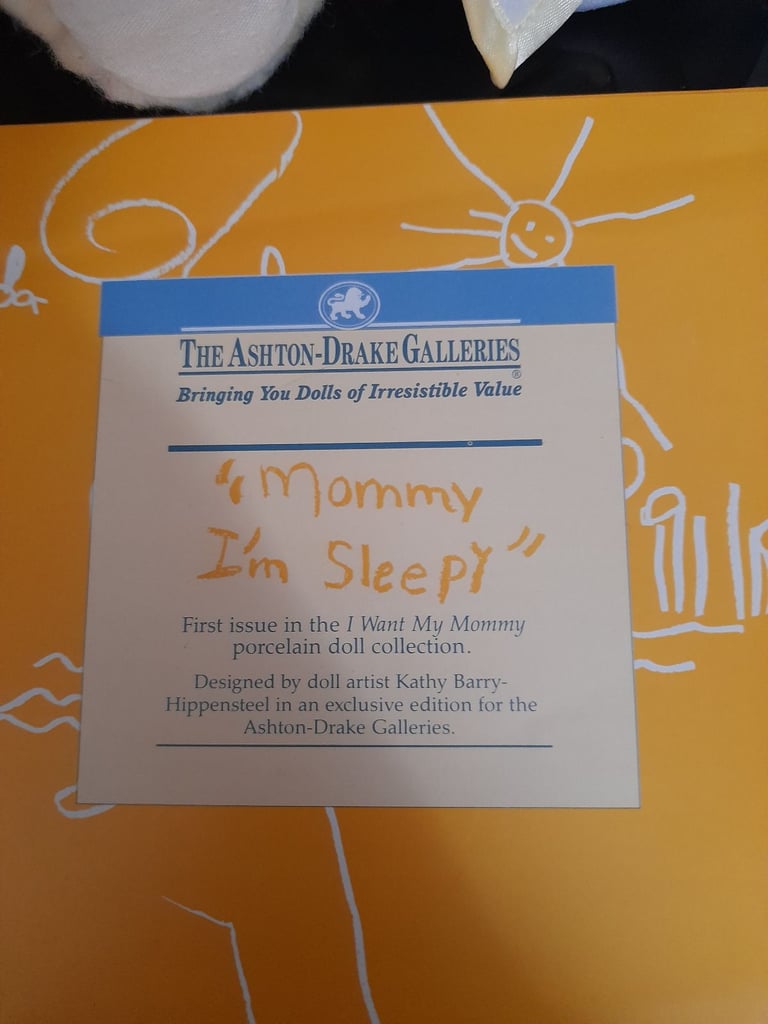 THE ASHTON-DRAKE GALLERIES
®
Bringing You Dolls of Irresistible Value
"Mommy
I'm Sleepy"
First issue in the I Want My Mommy
porcelain doll collection.
Designed by doll artist Kathy Barry-
Hippensteel in an exclusive edition for the
Ashton-Drake Galleries.